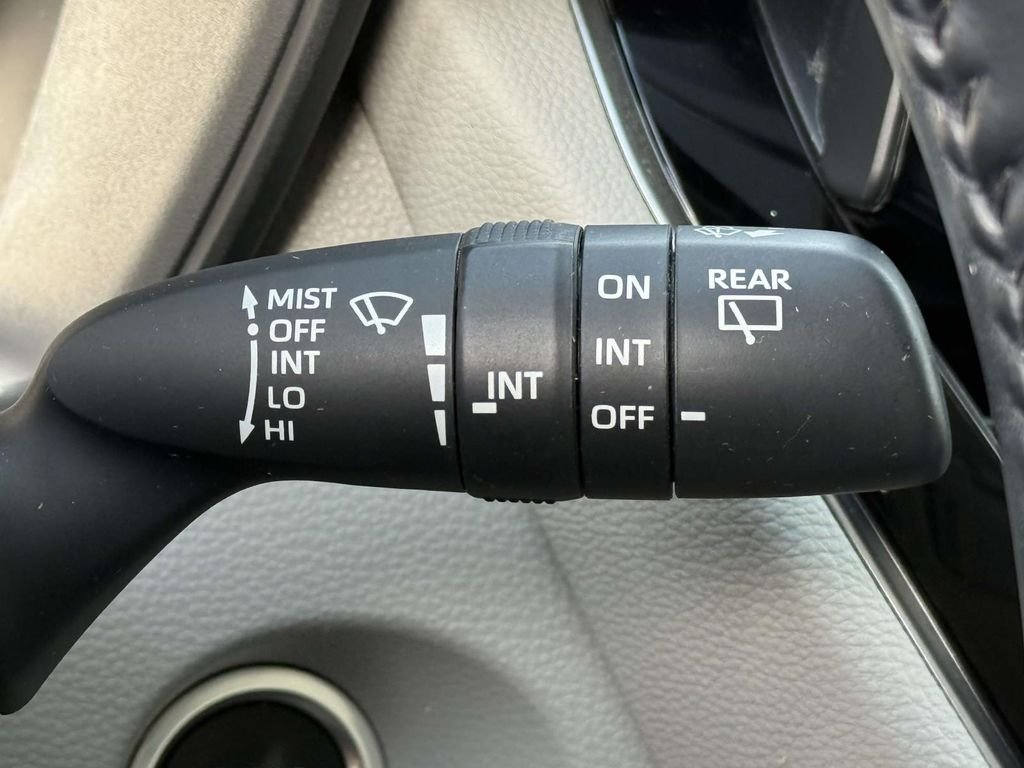 MIST
OFF
INT
LO
HI
INT
ON
INT
OFF
REAR